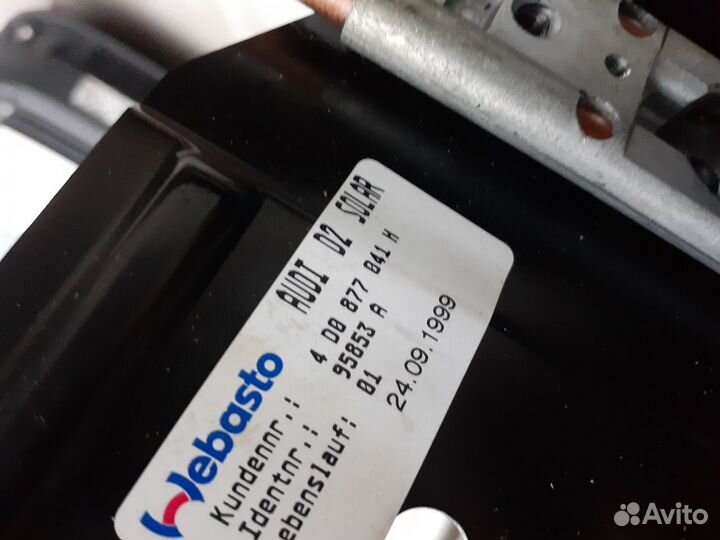 Webasto
AUDI D2 SOLAR
Kundennr.: 4 D0 877 041 H
Identnr.: 95853 A
ebenslauf: 01
24.09.1999
Avito